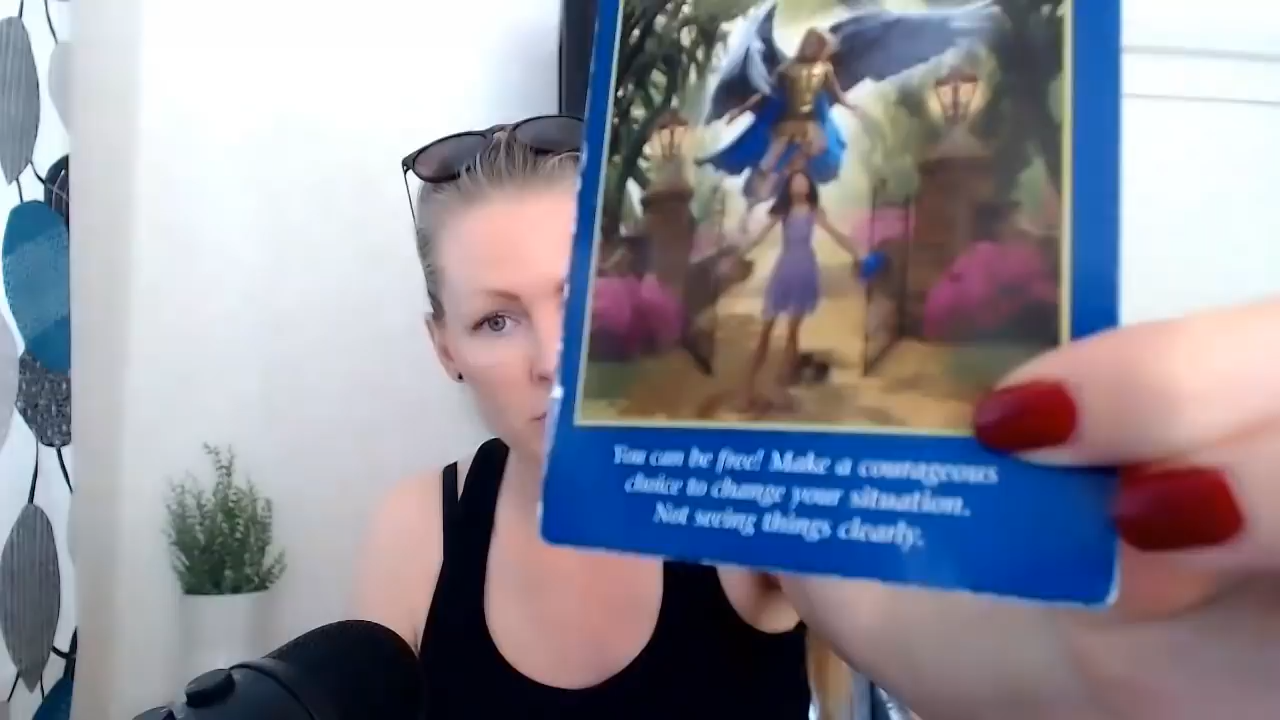 You can be free! Make a courageous
choice to change your situation.
Not seeing things clearly.